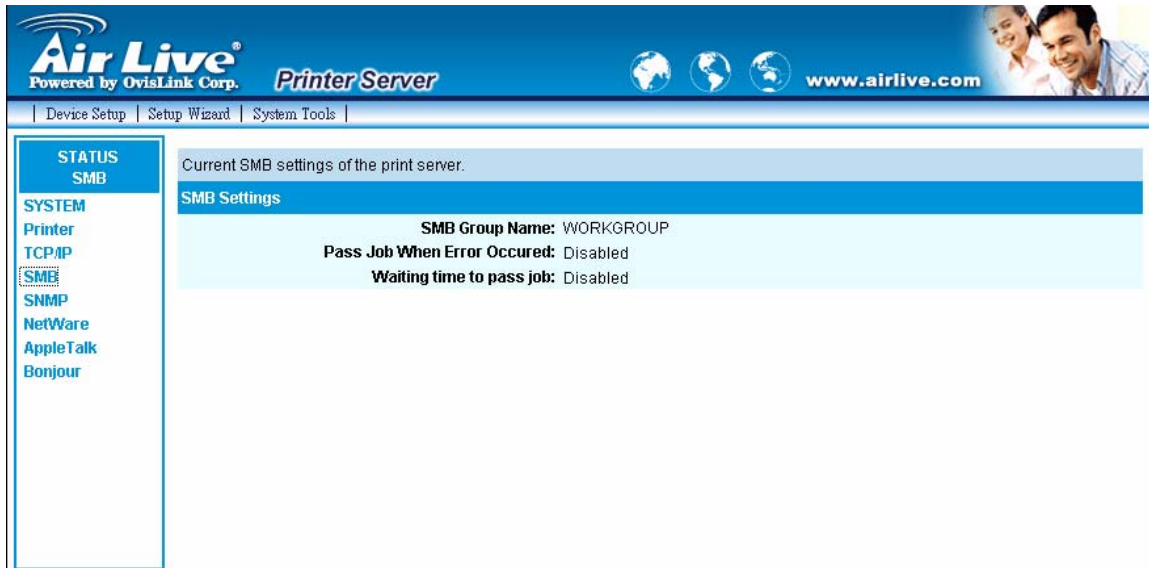 Air Live®
Powered by OvisLink Corp.
Printer Server
www.airlive.com
| Device Setup | Setup Wizard | System Tools |
STATUS
SMB
SYSTEM
Printer
TCP/IP
SMB
SNMP
NetWare
AppleTalk
Bonjour
Current SMB settings of the print server.
SMB Settings
SMB Group Name: WORKGROUP
Pass Job When Error Occured: Disabled
Waiting time to pass job: Disabled